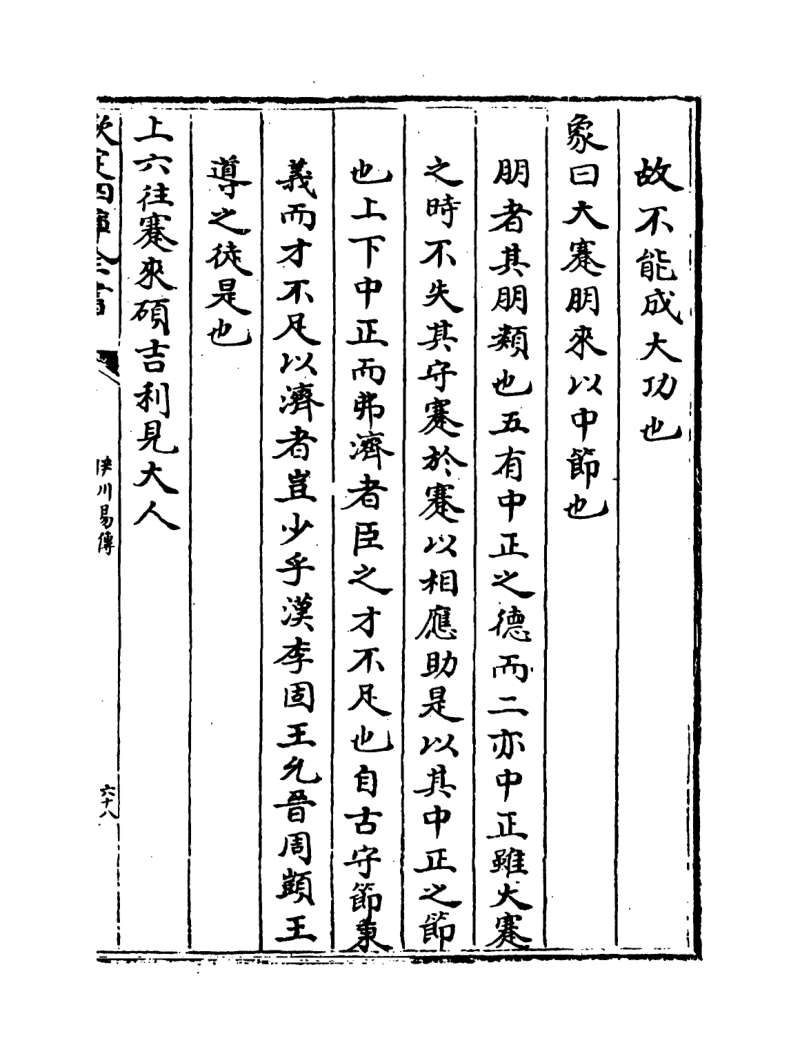 故不能成大功也
象曰大蹇朋來以中節也
朋者其朋類也五有中正之德而二亦中正雖大蹇
之時不失其守蹇於蹇以相應助是以其中正之節
也上下中正而弗濟者臣之才不足也自古守節秉
義而才不足以濟者豈少乎漢李固王允晉周顗王
導之徒是也
上六往蹇來碩吉利見大人
欽定四庫全書
伊川易傳
六十八